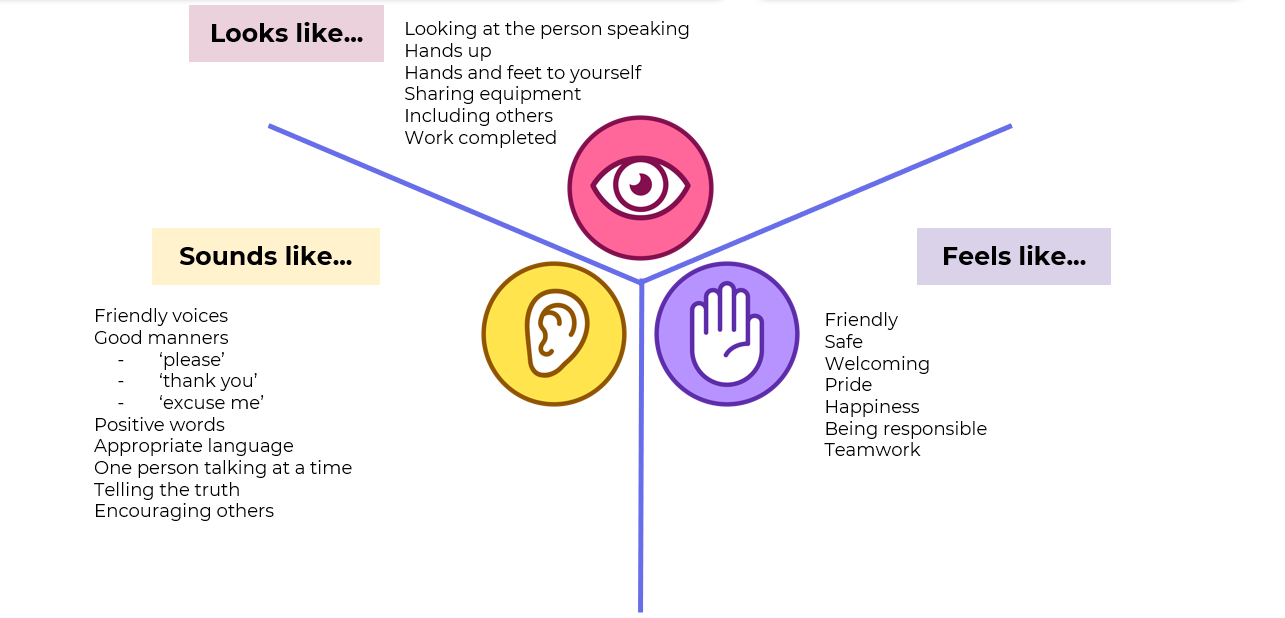 Looks like...
Looking at the person speaking
Hands up
Hands and feet to yourself
Sharing equipment
Including others
Work completed
Sounds like...
Friendly voices
Good manners
- ‘please’
- ‘thank you’
- ‘excuse me’
Positive words
Appropriate language
One person talking at a time
Telling the truth
Encouraging others
Feels like...
Friendly
Safe
Welcoming
Pride
Happiness
Being responsible
Teamwork